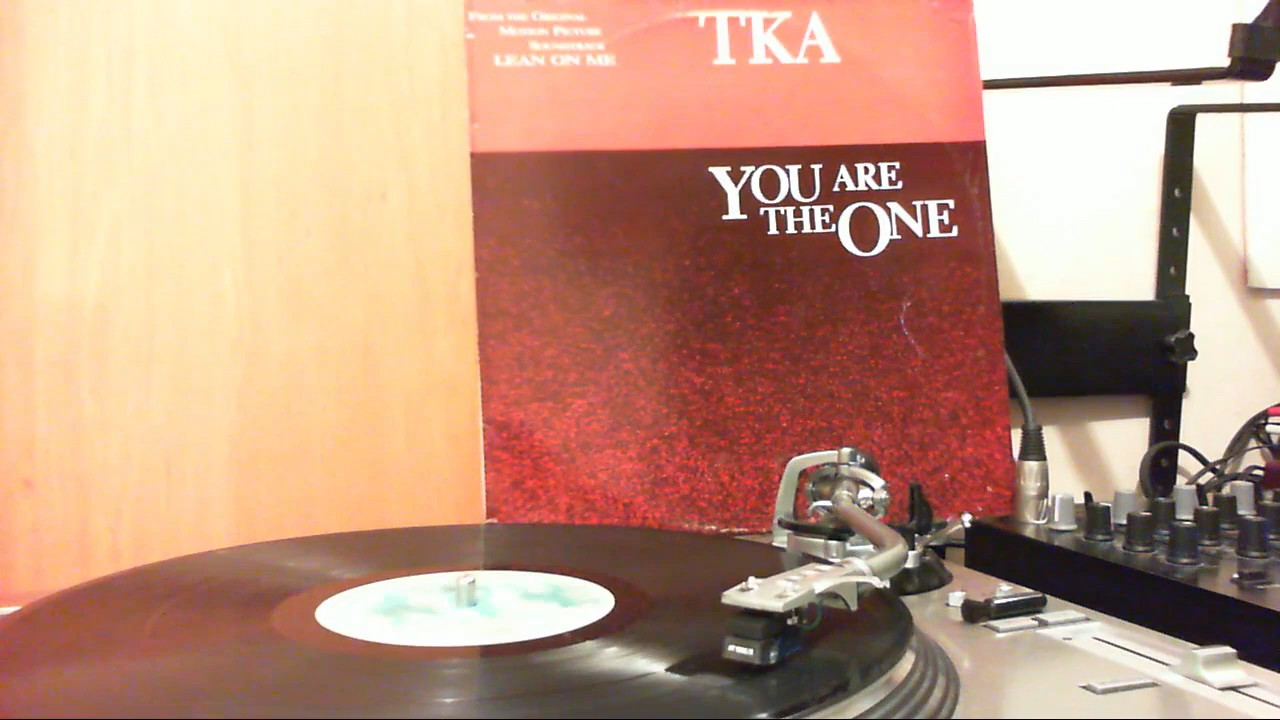 FROM THE ORIGINAL
MOTION PICTURE
SOUNDTRACK
LEAN ON ME
TKA
YOU ARE
THE ONE